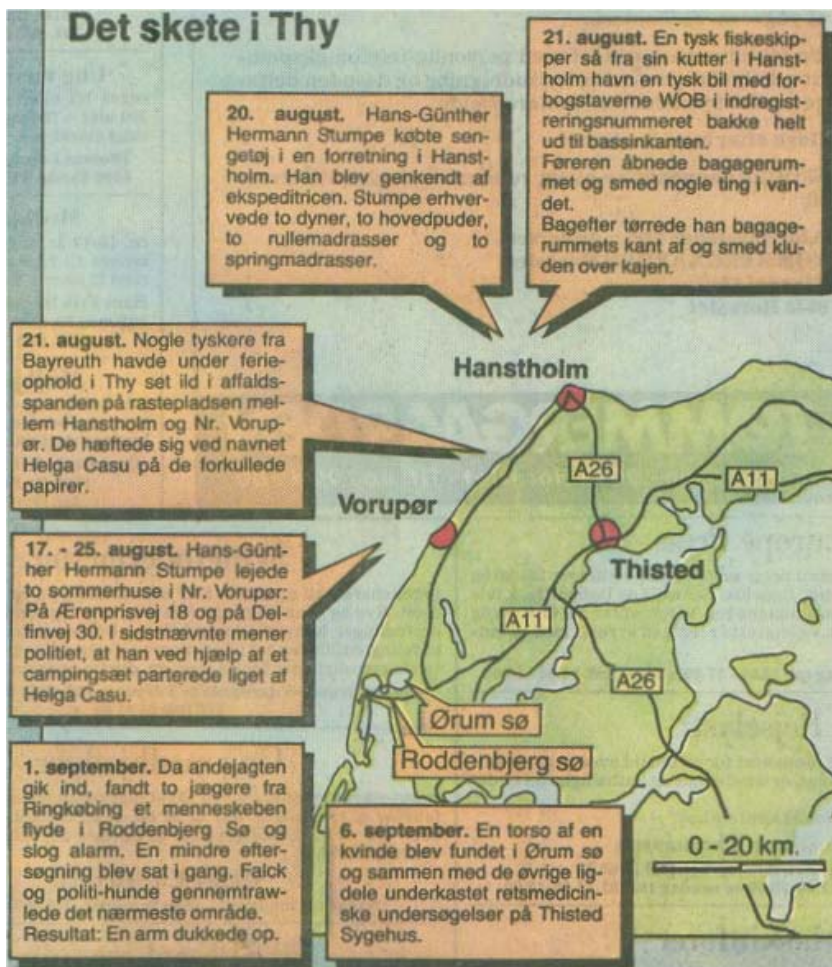 Det skete i Thy
20. august. Hans-Günther
Hermann Stumpe købte sen-
getøj i en forretning i Hanst-
holm. Han blev genkendt af
ekspeditricen. Stumpe erhver-
vede to dyner, to hovedpuder,
to rullemadrasser og to
springmadrasser.
21. august. En tysk fiskeskip-
per så fra sin kutter i Hanst-
holm havn en tysk bil med for-
bogstaverne WOB i indregist-
reringsnummeret bakke helt
ud til bassinkanten.
Føreren åbnede bagagerum-
met og smed nogle ting i van-
det.
Bagefter tørrede han bagage-
rummets kant af og smed klu-
den over kajen.
21. august. Nogle tyskere fra
Bayreuth havde under ferie-
ophold i Thy set ild i affalds-
spanden på rastepladsen mel-
lem Hanstholm og Nr. Vorup-
ør. De hæftede sig ved navnet
Helga Casu på de forkullede
papirer.
17. - 25. august. Hans-Günt-
her Hermann Stumpe lejede
to sommerhuse i Nr. Vorupør:
På Ærenprisvej 18 og på Del-
finvej 30. I sidstnævnte mener
politiet, at han ved hjælp af et
campingsæt parterede liget af
Helga Casu.
1. september. Da andejagten
gik ind, fandt to jægere fra
Ringkøbing et menneskeben
flyde i Roddenbjerg Sø og
slog alarm. En mindre efter-
søgning blev sat i gang. Falck
og politi-hunde gennemtraw-
lede det nærmeste område.
Resultat: En arm dukkede op.
6. september. En torso af en
kvinde blev fundet i Ørum sø
og sammen med de øvrige lig-
dele underkastet retsmedicin-
ske undersøgelser på Thisted
Sygehus.
Hanstholm
A26
A11
Vorupør
Thisted
A11
A26
Ørum sø
Roddenbjerg sø
0 - 20 km.